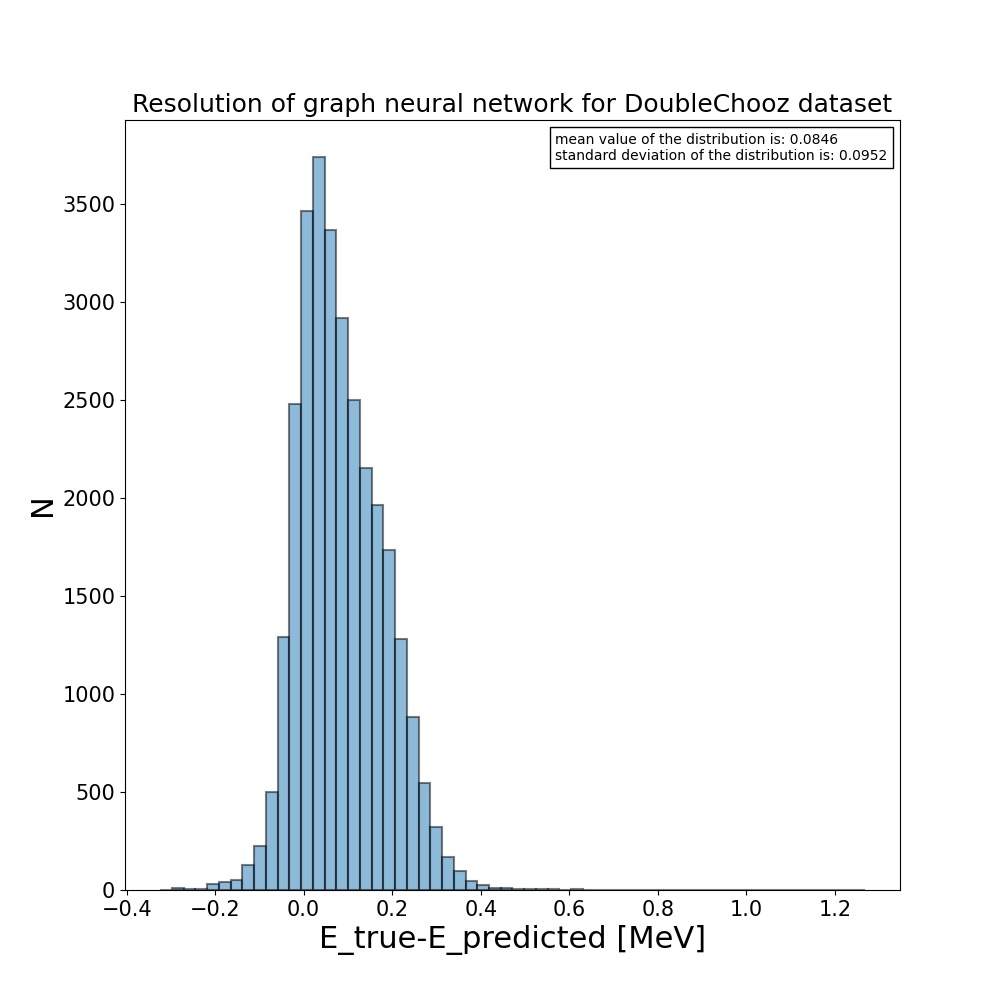 Resolution of graph neural network for DoubleChooz dataset
mean value of the distribution is: 0.0846
standard deviation of the distribution is: 0.0952
3500
3000
2500
2000
1500
1000
500
0
N
−0.4 −0.2 0.0 0.2 0.4 0.6 0.8 1.0 1.2
E_true-E_predicted [MeV]